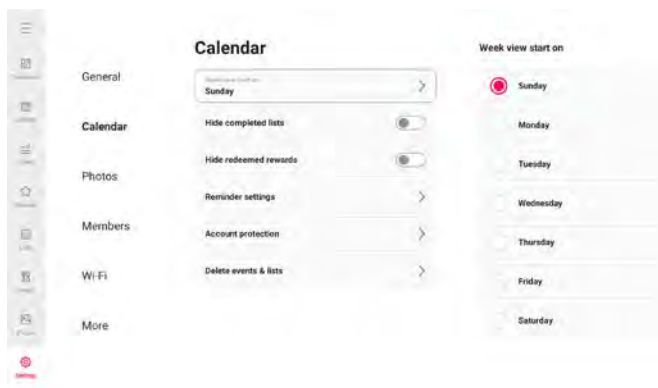 Calendar
Week view start on
General
Calendar
Photos
Members
Wi-Fi
More
Sunday
Hide completed lists
Hide redeemed rewards
Reminder settings
Account protection
Delete events & lists
Sunday
Monday
Tuesday
Wednesday
Thursday
Friday
Saturday
Settings